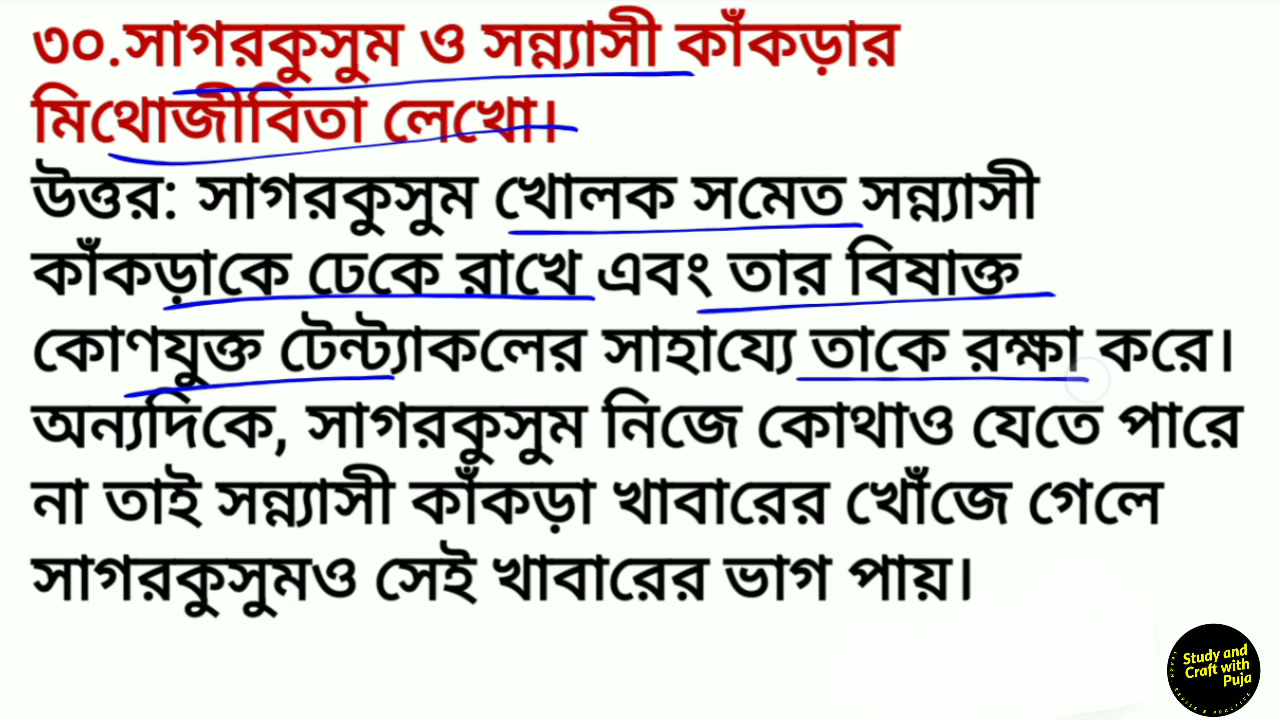 ৩০.সাগরকুসুম ও সন্ন্যাসী কাঁকড়ার
মিথোজীবিতা লেখো।
উত্তর: সাগরকুসুম খোলক সমেত সন্ন্যাসী
কাঁকড়াকে ঢেকে রাখে এবং তার বিষাক্ত
কোণযুক্ত টেন্ট্যাকলের সাহায্যে তাকে রক্ষা করে।
অন্যদিকে, সাগরকুসুম নিজে কোথাও যেতে পারে
না তাই সন্ন্যাসী কাঁকড়া খাবারের খোঁজে গেলে
সাগরকুসুমও সেই খাবারের ভাগ পায়।
Study and
Craft with
Puja